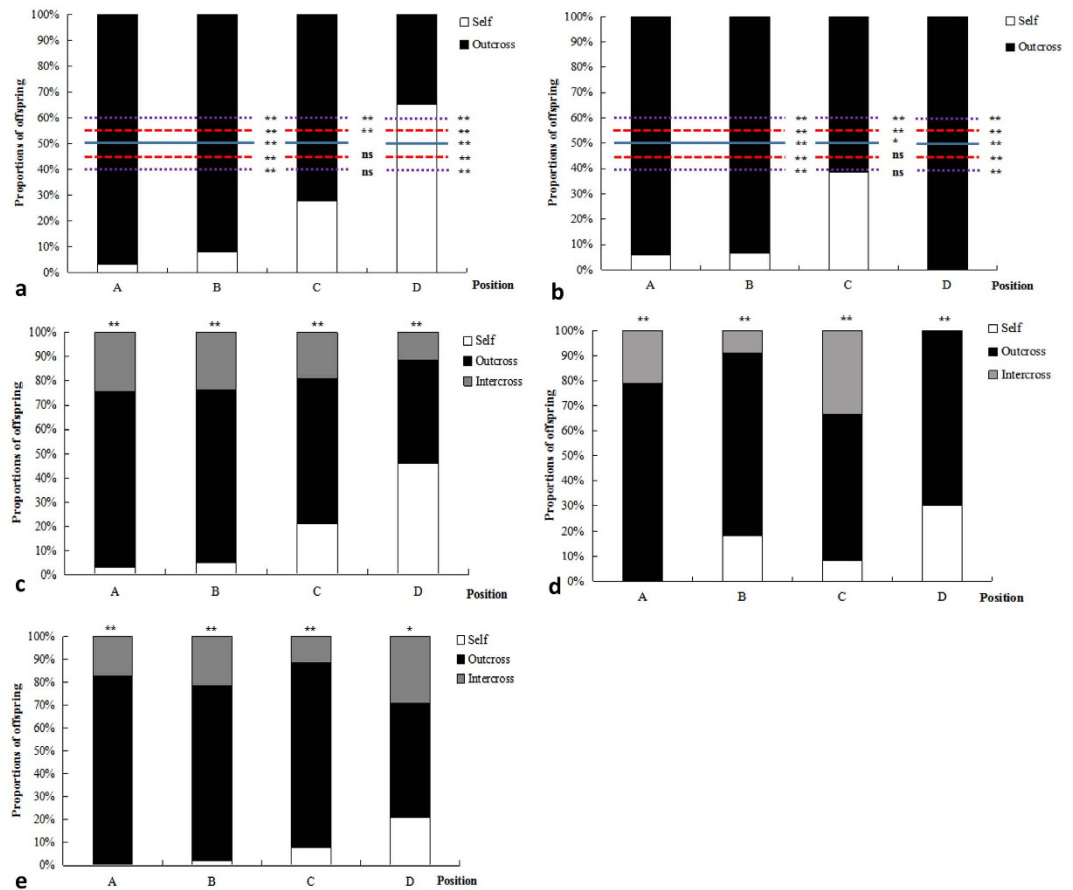 100%
90%
80%
70%
60%
50%
40%
30%
20%
10%
0%
Proportions of offspring
Self
Outcross
**
**
**
**
**
**
**
ns
ns
**
**
**
**
**
A
B
C
D
Position
a
100%
90%
80%
70%
60%
50%
40%
30%
20%
10%
0%
Proportions of offspring
Self
Outcross
**
**
**
**
**
**
**
*
ns
ns
**
**
**
**
**
A
B
C
D
Position
b
** ** ** **
100%
90%
80%
70%
60%
50%
40%
30%
20%
10%
0%
Proportions of offspring
Self
Outcross
Intercross
A
B
C
D
Position
c
** ** ** **
100%
90%
80%
70%
60%
50%
40%
30%
20%
10%
0%
Proportions of offspring
Self
Outcross
Intercross
A
B
C
D
Position
d
** ** ** *
100%
90%
80%
70%
60%
50%
40%
30%
20%
10%
0%
Proportions of offspring
Self
Outcross
Intercross
A
B
C
D
Position
e